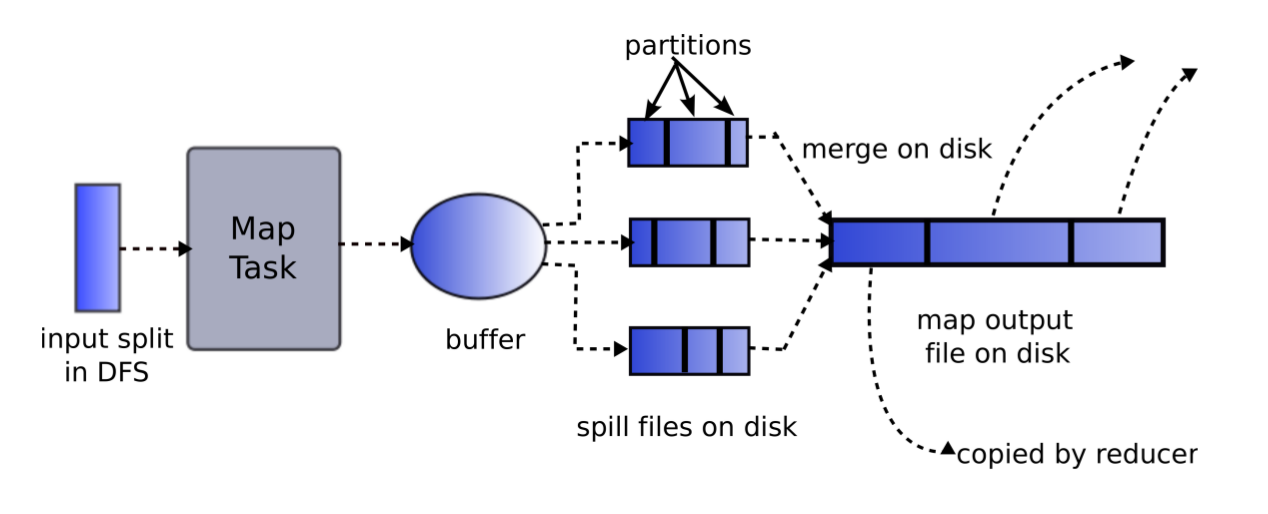 partitions
merge on disk
Map
Task
input split
in DFS
buffer
map output
file on disk
spill files on disk
copied by reducer